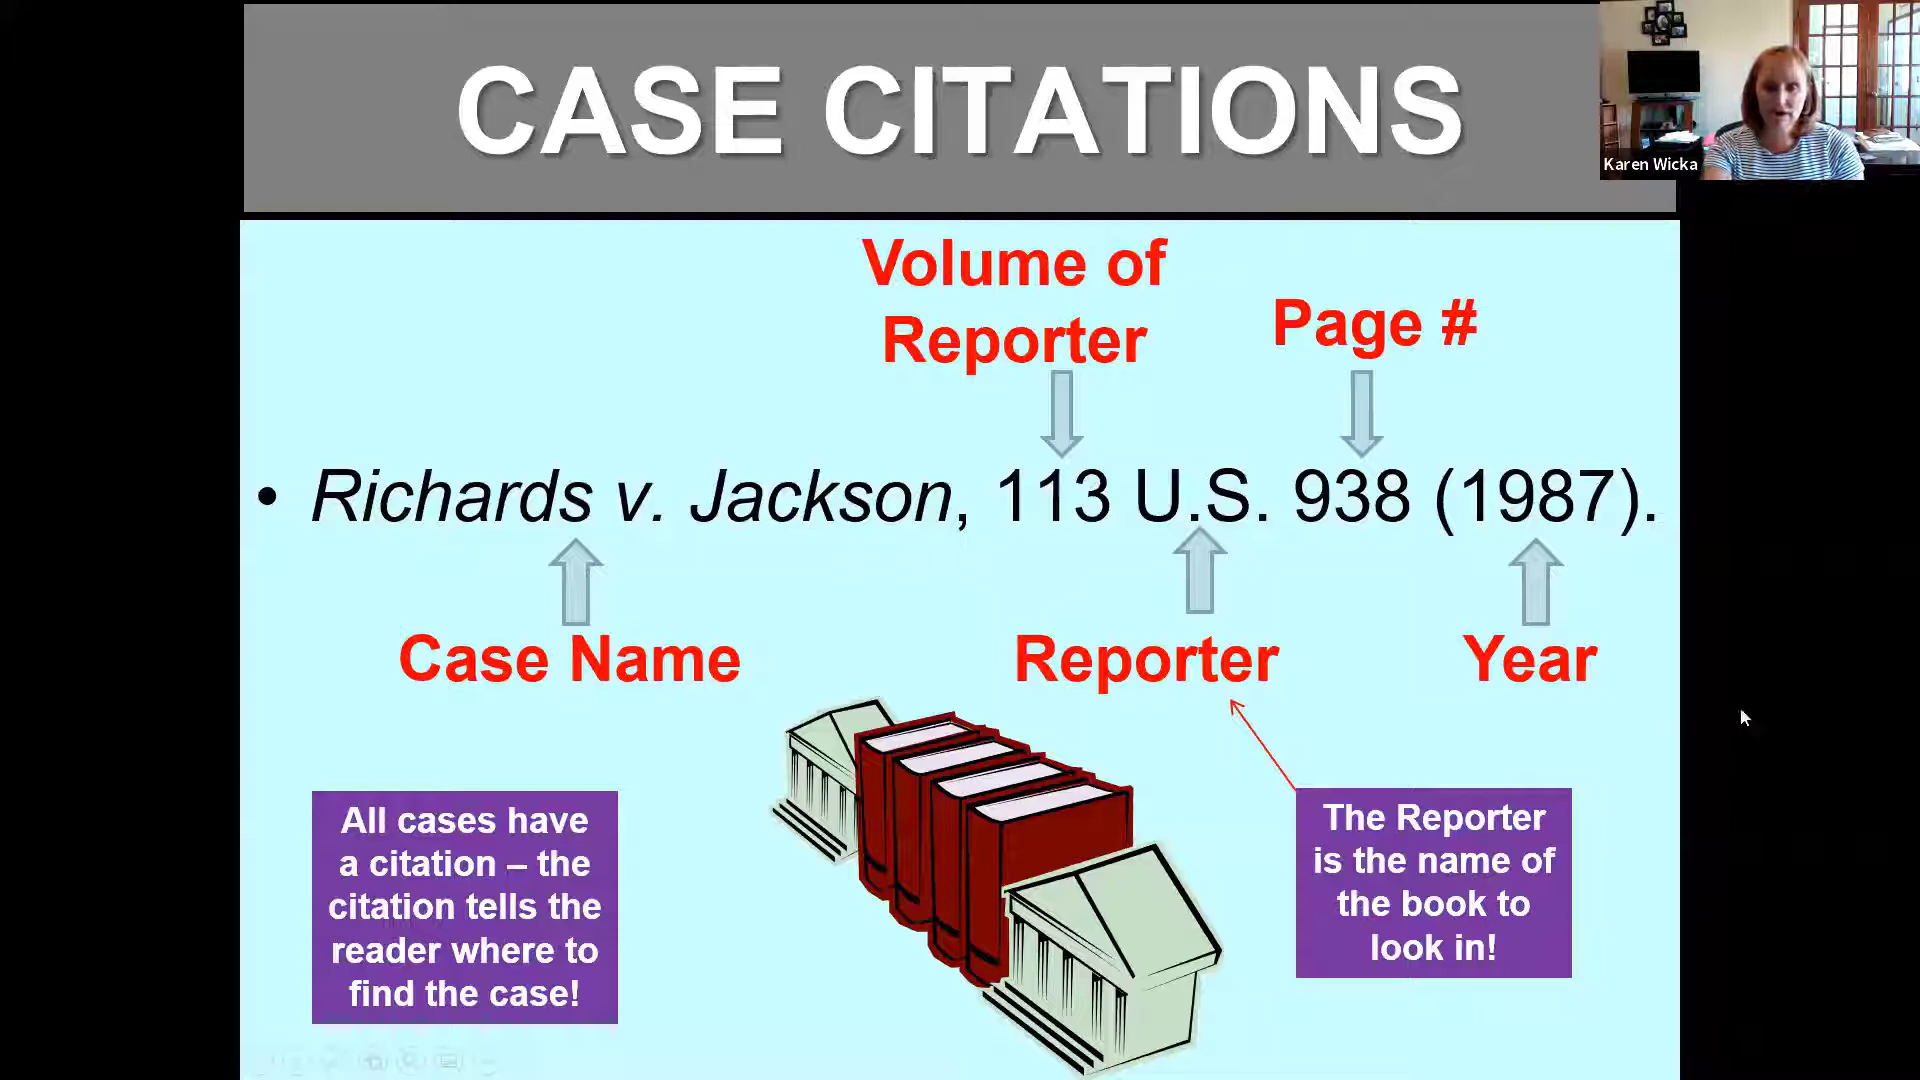 CASE CITATIONS
Karen Wicka
Volume of
Reporter
Page #
• Richards v. Jackson, 113 U.S. 938 (1987).
Case Name
Reporter
Year
All cases have
a citation – the
citation tells the
reader where to
find the case!
The Reporter
is the name of
the book to
look in!